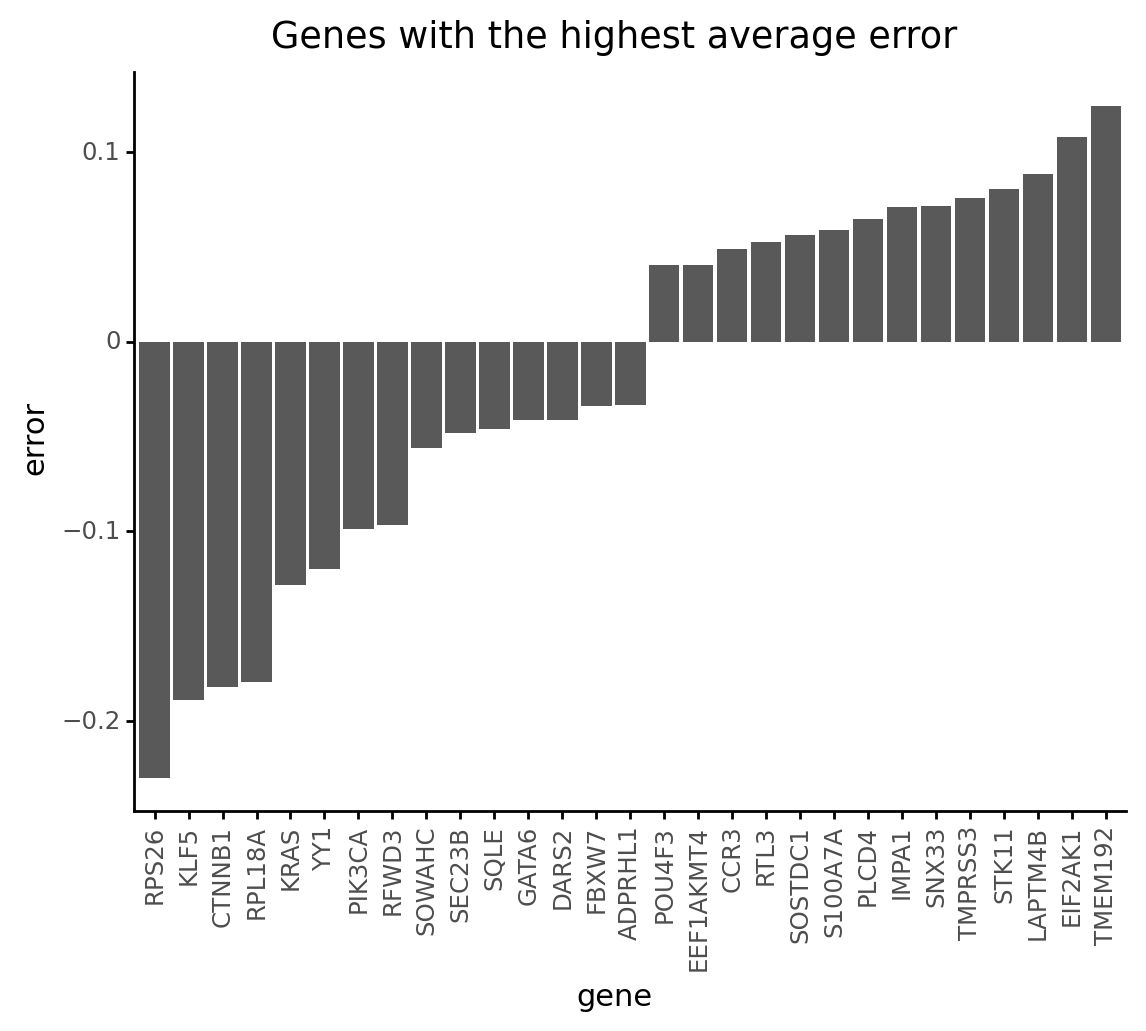 Genes with the highest average error
0.1
0
−0.1
−0.2
error
RPS26
KLF5
CTNNB1
RPL18A
KRAS
YY1
PIK3CA
RFWD3
SOWAHC
SEC23B
SQLE
GATA6
DARS2
FBXW7
ADPRHL1
POU4F3
EEF1AKMT4
CCR3
RTL3
SOSTDC1
S100A7A
PLCD4
IMPA1
SNX33
TMPRSS3
STK11
LAPTM4B
EIF2AK1
TMEM192
gene